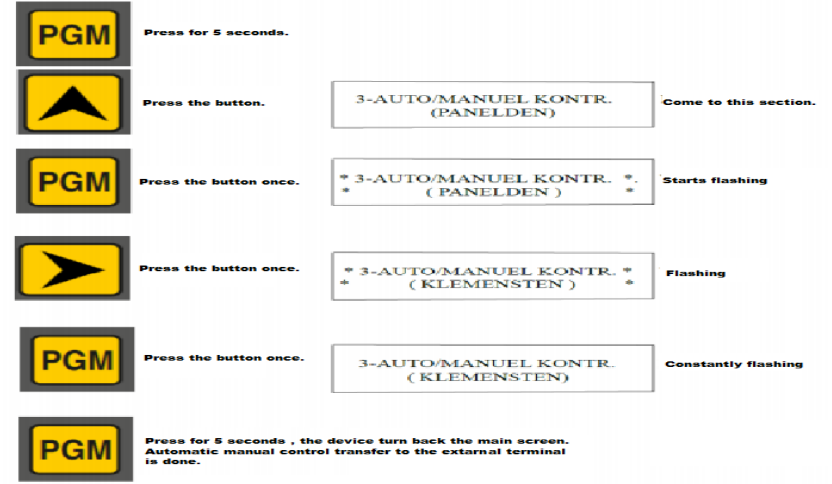 PGM Press for 5 seconds.
Press the button. 3-AUTO/MANUEL KONTR. Come to this section.
(PANELDEN)
PGM Press the button once. * 3-AUTO/MANUEL KONTR. *. Starts flashing
* ( PANELDEN ) *
Press the button once. * 3-AUTO/MANUEL KONTR. * Flashing
* ( KLEMENSTEN ) *
PGM Press the button once. 3-AUTO/MANUEL KONTR. Constantly flashing
( KLEMENSTEN)
PGM Press for 5 seconds , the device turn back the main screen.
Automatic manual control transfer to the extarnal terminal
is done.